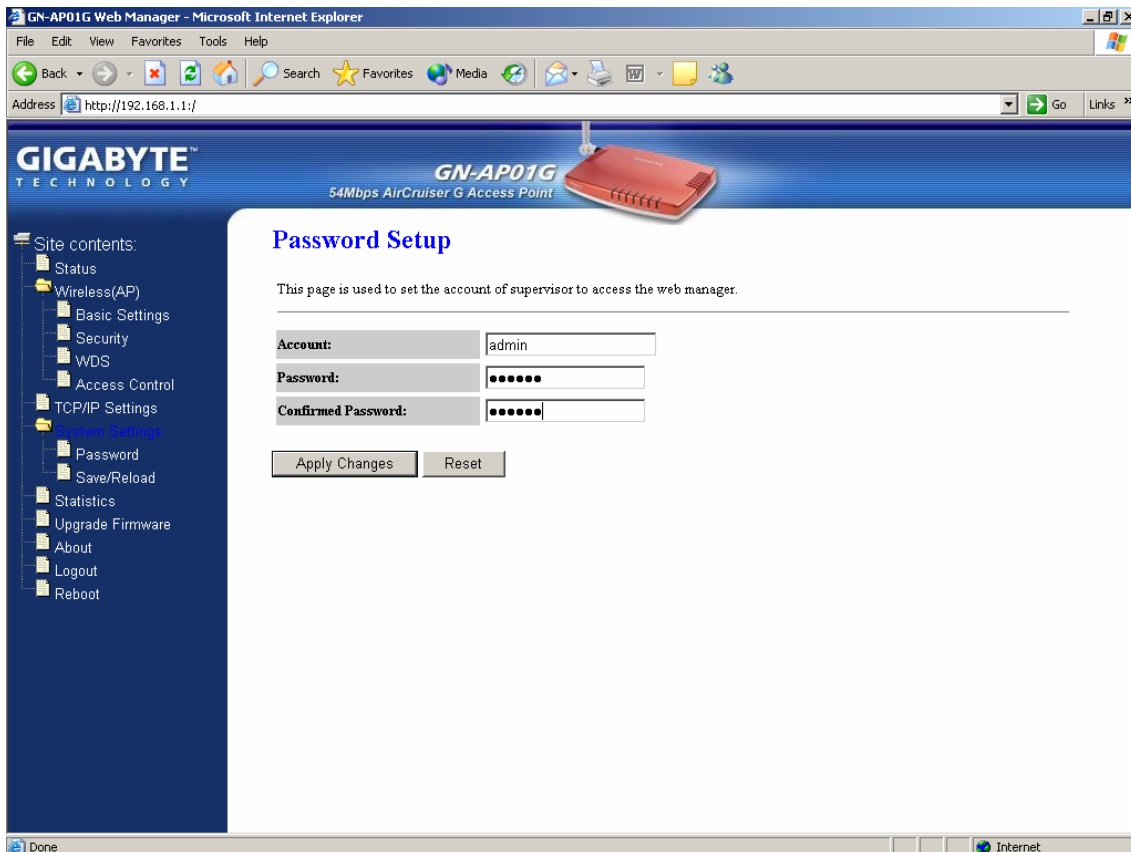 GN-AP01G Web Manager - Microsoft Internet Explorer
File Edit View Favorites Tools Help
Back Search Favorites Media
Address http://192.168.1.1:/ Go Links »
GIGABYTE™
TECHNOLOGY
GN-AP01G
54Mbps AirCruiser G Access Point
Site contents:
Status
Wireless(AP)
Basic Settings
Security
WDS
Access Control
TCP/IP Settings
System Settings
Password
Save/Reload
Statistics
Upgrade Firmware
About
Logout
Reboot
Password Setup
This page is used to set the account of supervisor to access the web manager.
Account: admin
Password: ●●●●●●
Confirmed Password: ●●●●●●
Apply Changes Reset
Done Internet